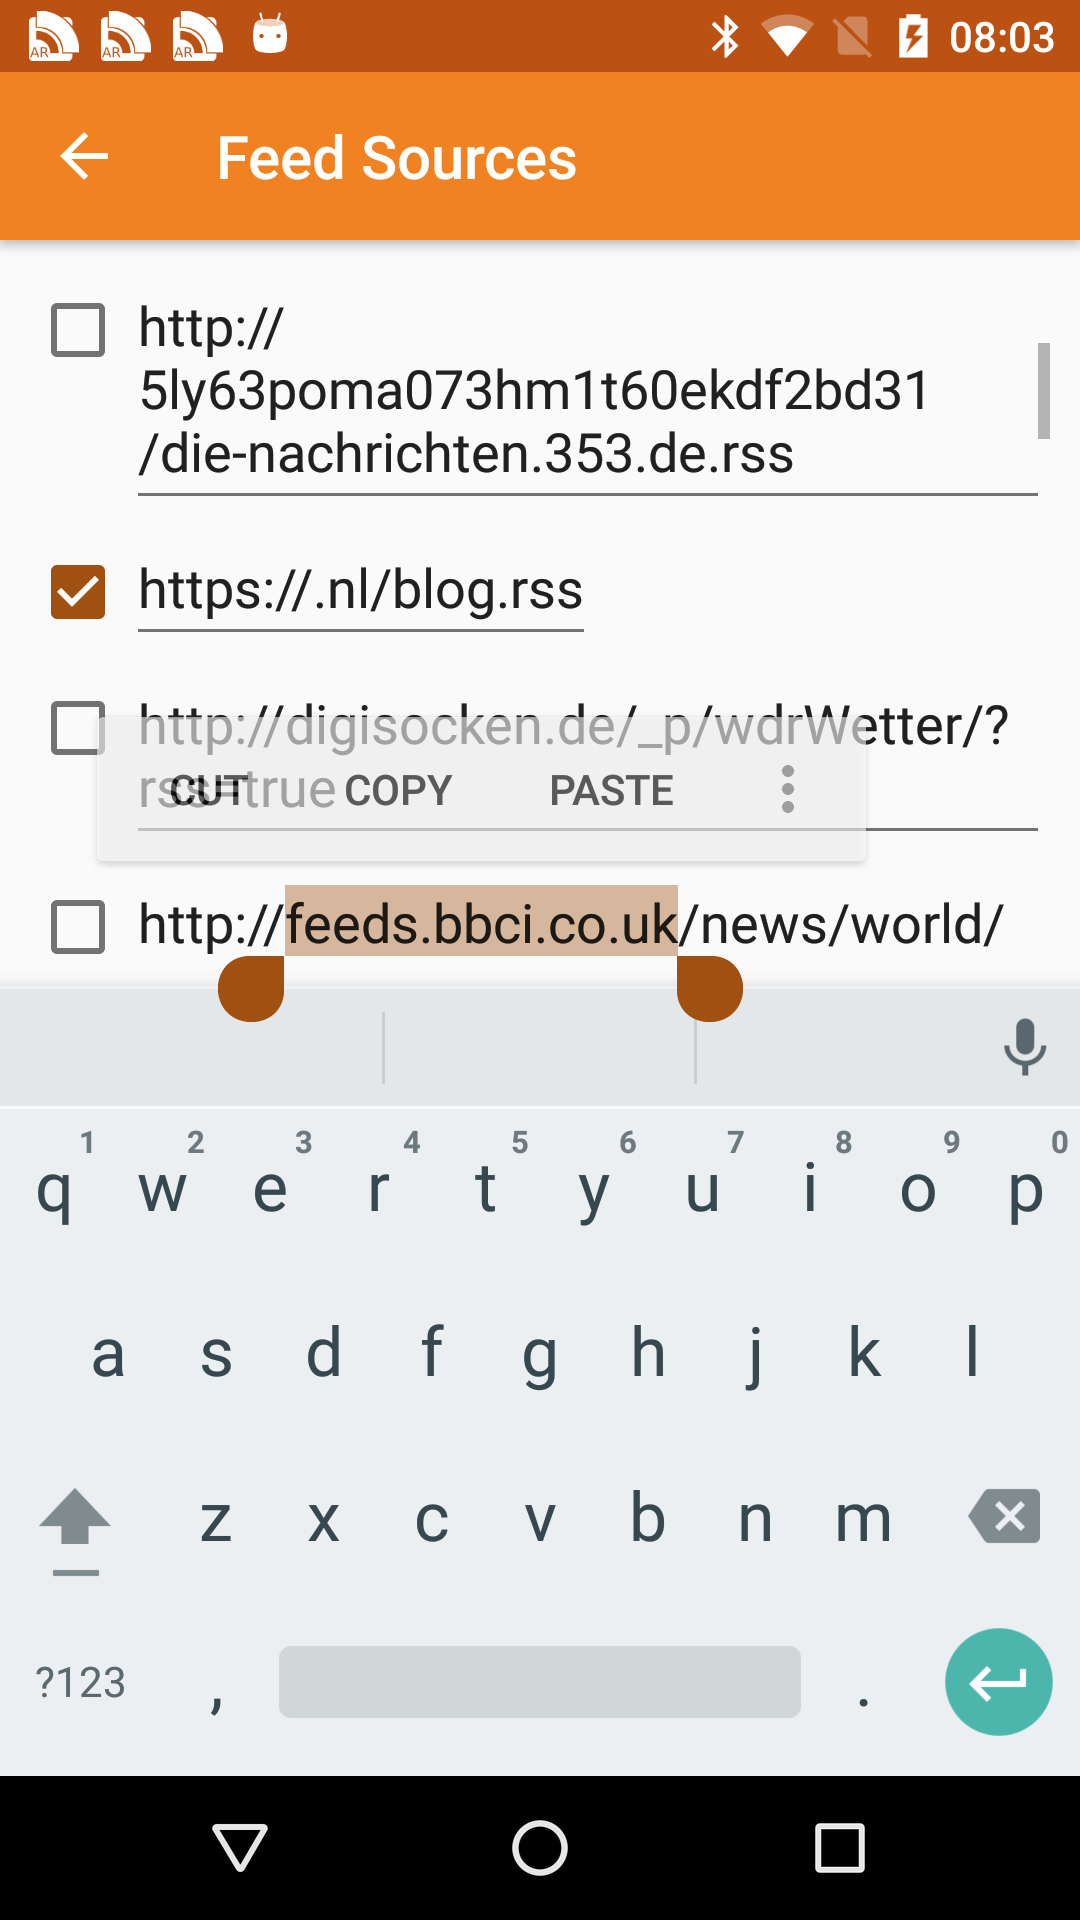 AR AR AR 08:03
Feed Sources
http://
5ly63poma073hm1t60ekdf2bd31
/die-nachrichten.353.de.rss
https://.nl/blog.rss
http://digisocken.de/_p/wdrWetter/?
rss=true
CUT COPY PASTE
http://feeds.bbci.co.uk/news/world/
1 2 3 4 5 6 7 8 9 0
q w e r t y u i o p
a s d f g h j k l
z x c v b n m
?123 , .